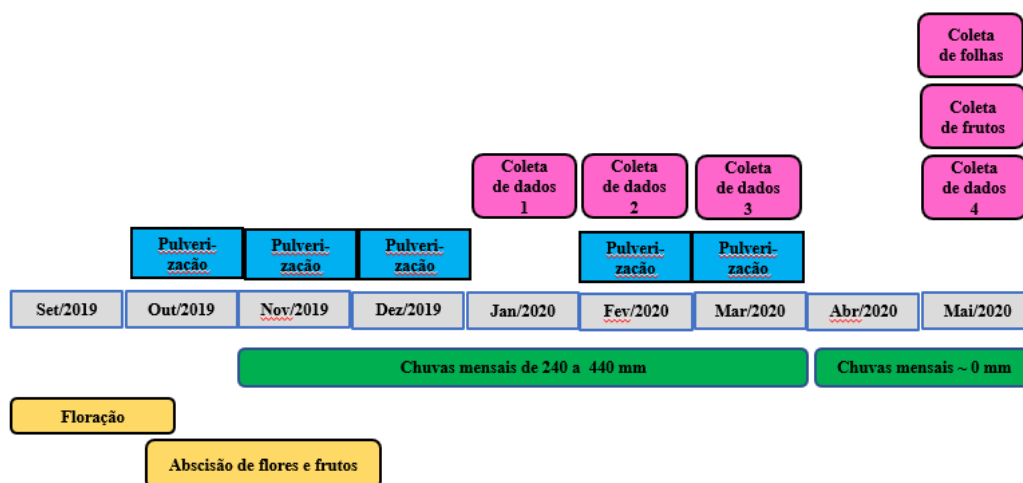 Coleta
de folhas
Coleta
de frutos
Coleta
de dados
1
Coleta
de dados
2
Coleta
de dados
3
Coleta
de dados
4
Pulveri-
zação
Pulveri-
zação
Pulveri-
zação
Pulveri-
zação
Pulveri-
zação
Set/2019
Out/2019
Nov/2019
Dez/2019
Jan/2020
Fev/2020
Mar/2020
Abr/2020
Mai/2020
Chuvas mensais de 240 a 440 mm
Chuvas mensais ~ 0 mm
Floração
Abscisão de flores e frutos